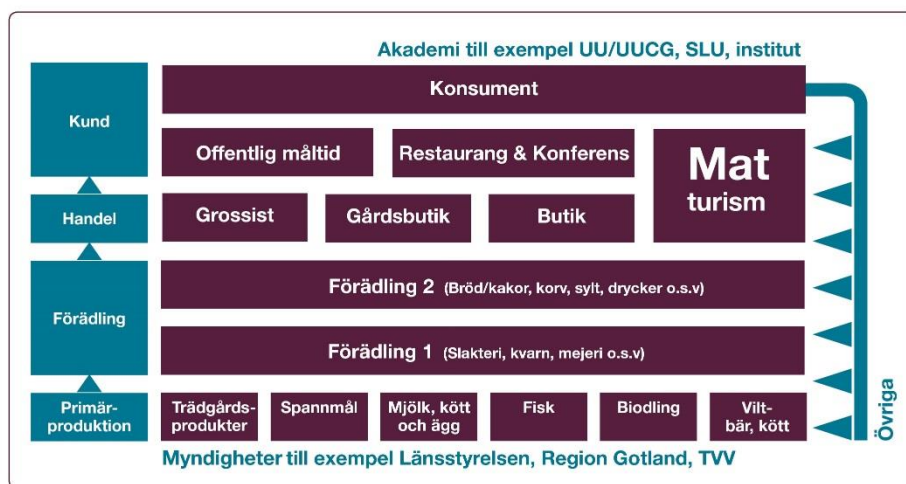 Akademi till exempel UU/UUCG, SLU, institut
Kund
Konsument
Offentlig måltid
Restaurang & Konferens
Mat
turism
Handel
Grossist
Gårdsbutik
Butik
Förädling
Förädling 2 (Bröd/kakor, korv, sylt, drycker o.s.v)
Förädling 1 (Slakteri, kvarn, mejeri o.s.v)
Primär-
produktion
Trädgårds-
produkter
Spannmål
Mjölk, kött
och ägg
Fisk
Biodling
Vilt-
bär, kött
Övriga
Myndigheter till exempel Länsstyrelsen, Region Gotland, TVV